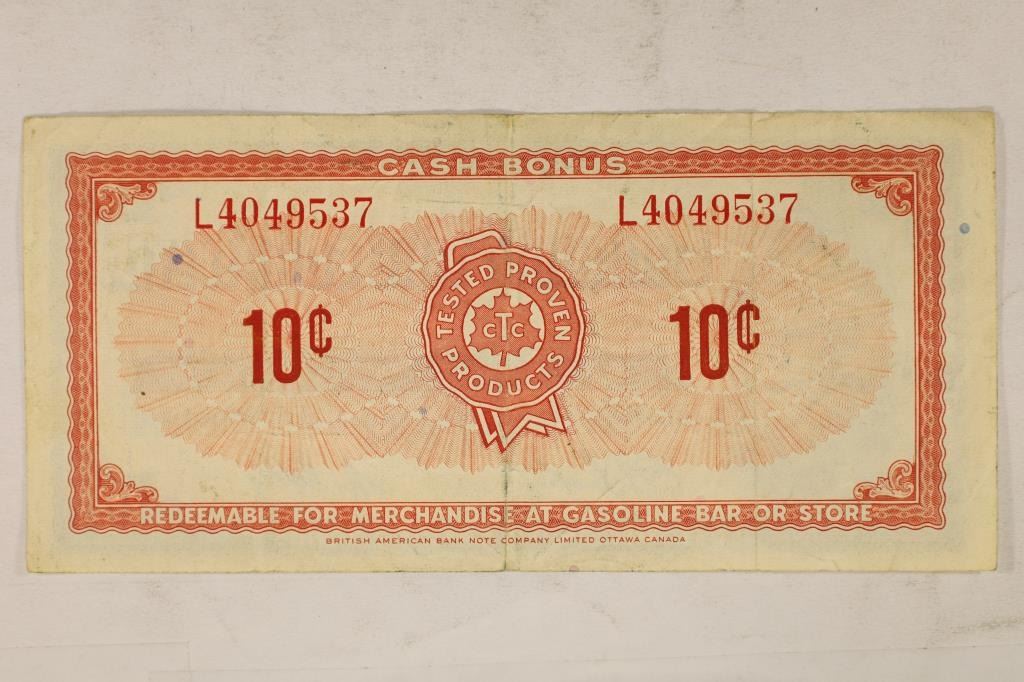 CASH BONUS
L4049537 L4049537
TESTED PROVEN
10¢ CTC 10¢
PRODUCTS
REDEEMABLE FOR MERCHANDISE AT GASOLINE BAR OR STORE
BRITISH AMERICAN BANK NOTE COMPANY LIMITED OTTAWA CANADA